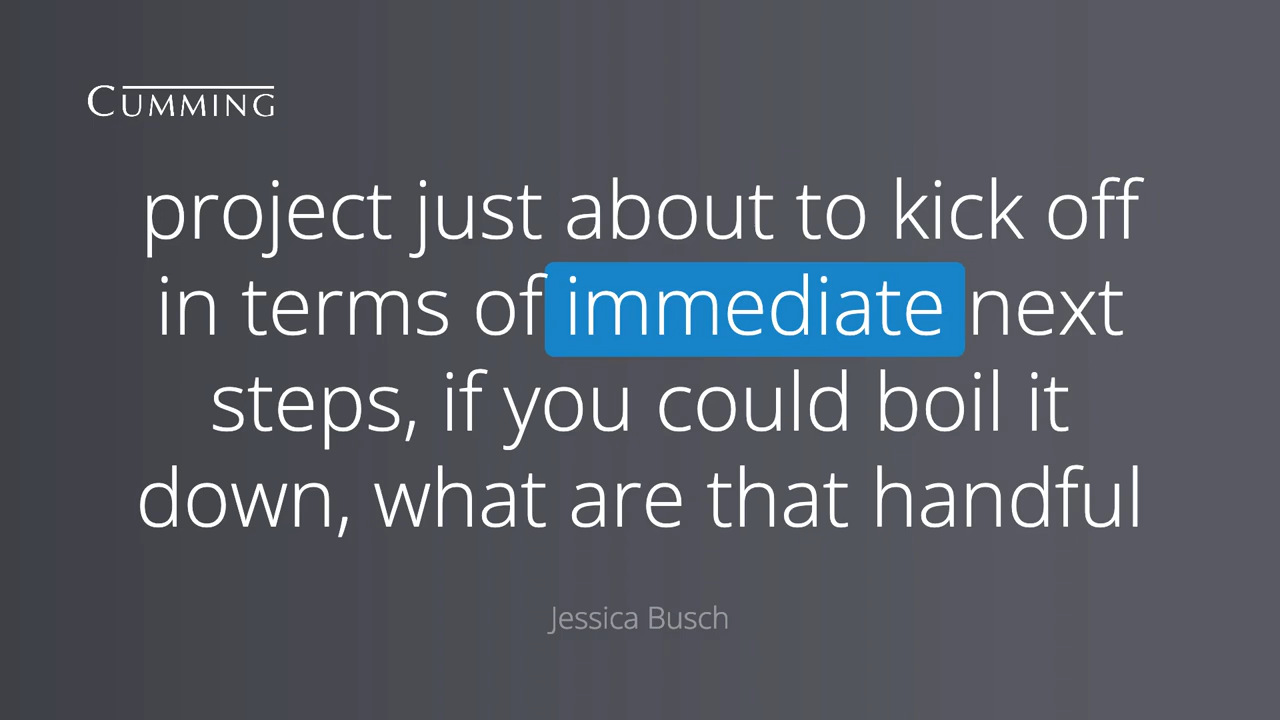 CUMMING
project just about to kick off
in terms of immediate next
steps, if you could boil it
down, what are that handful
Jessica Busch